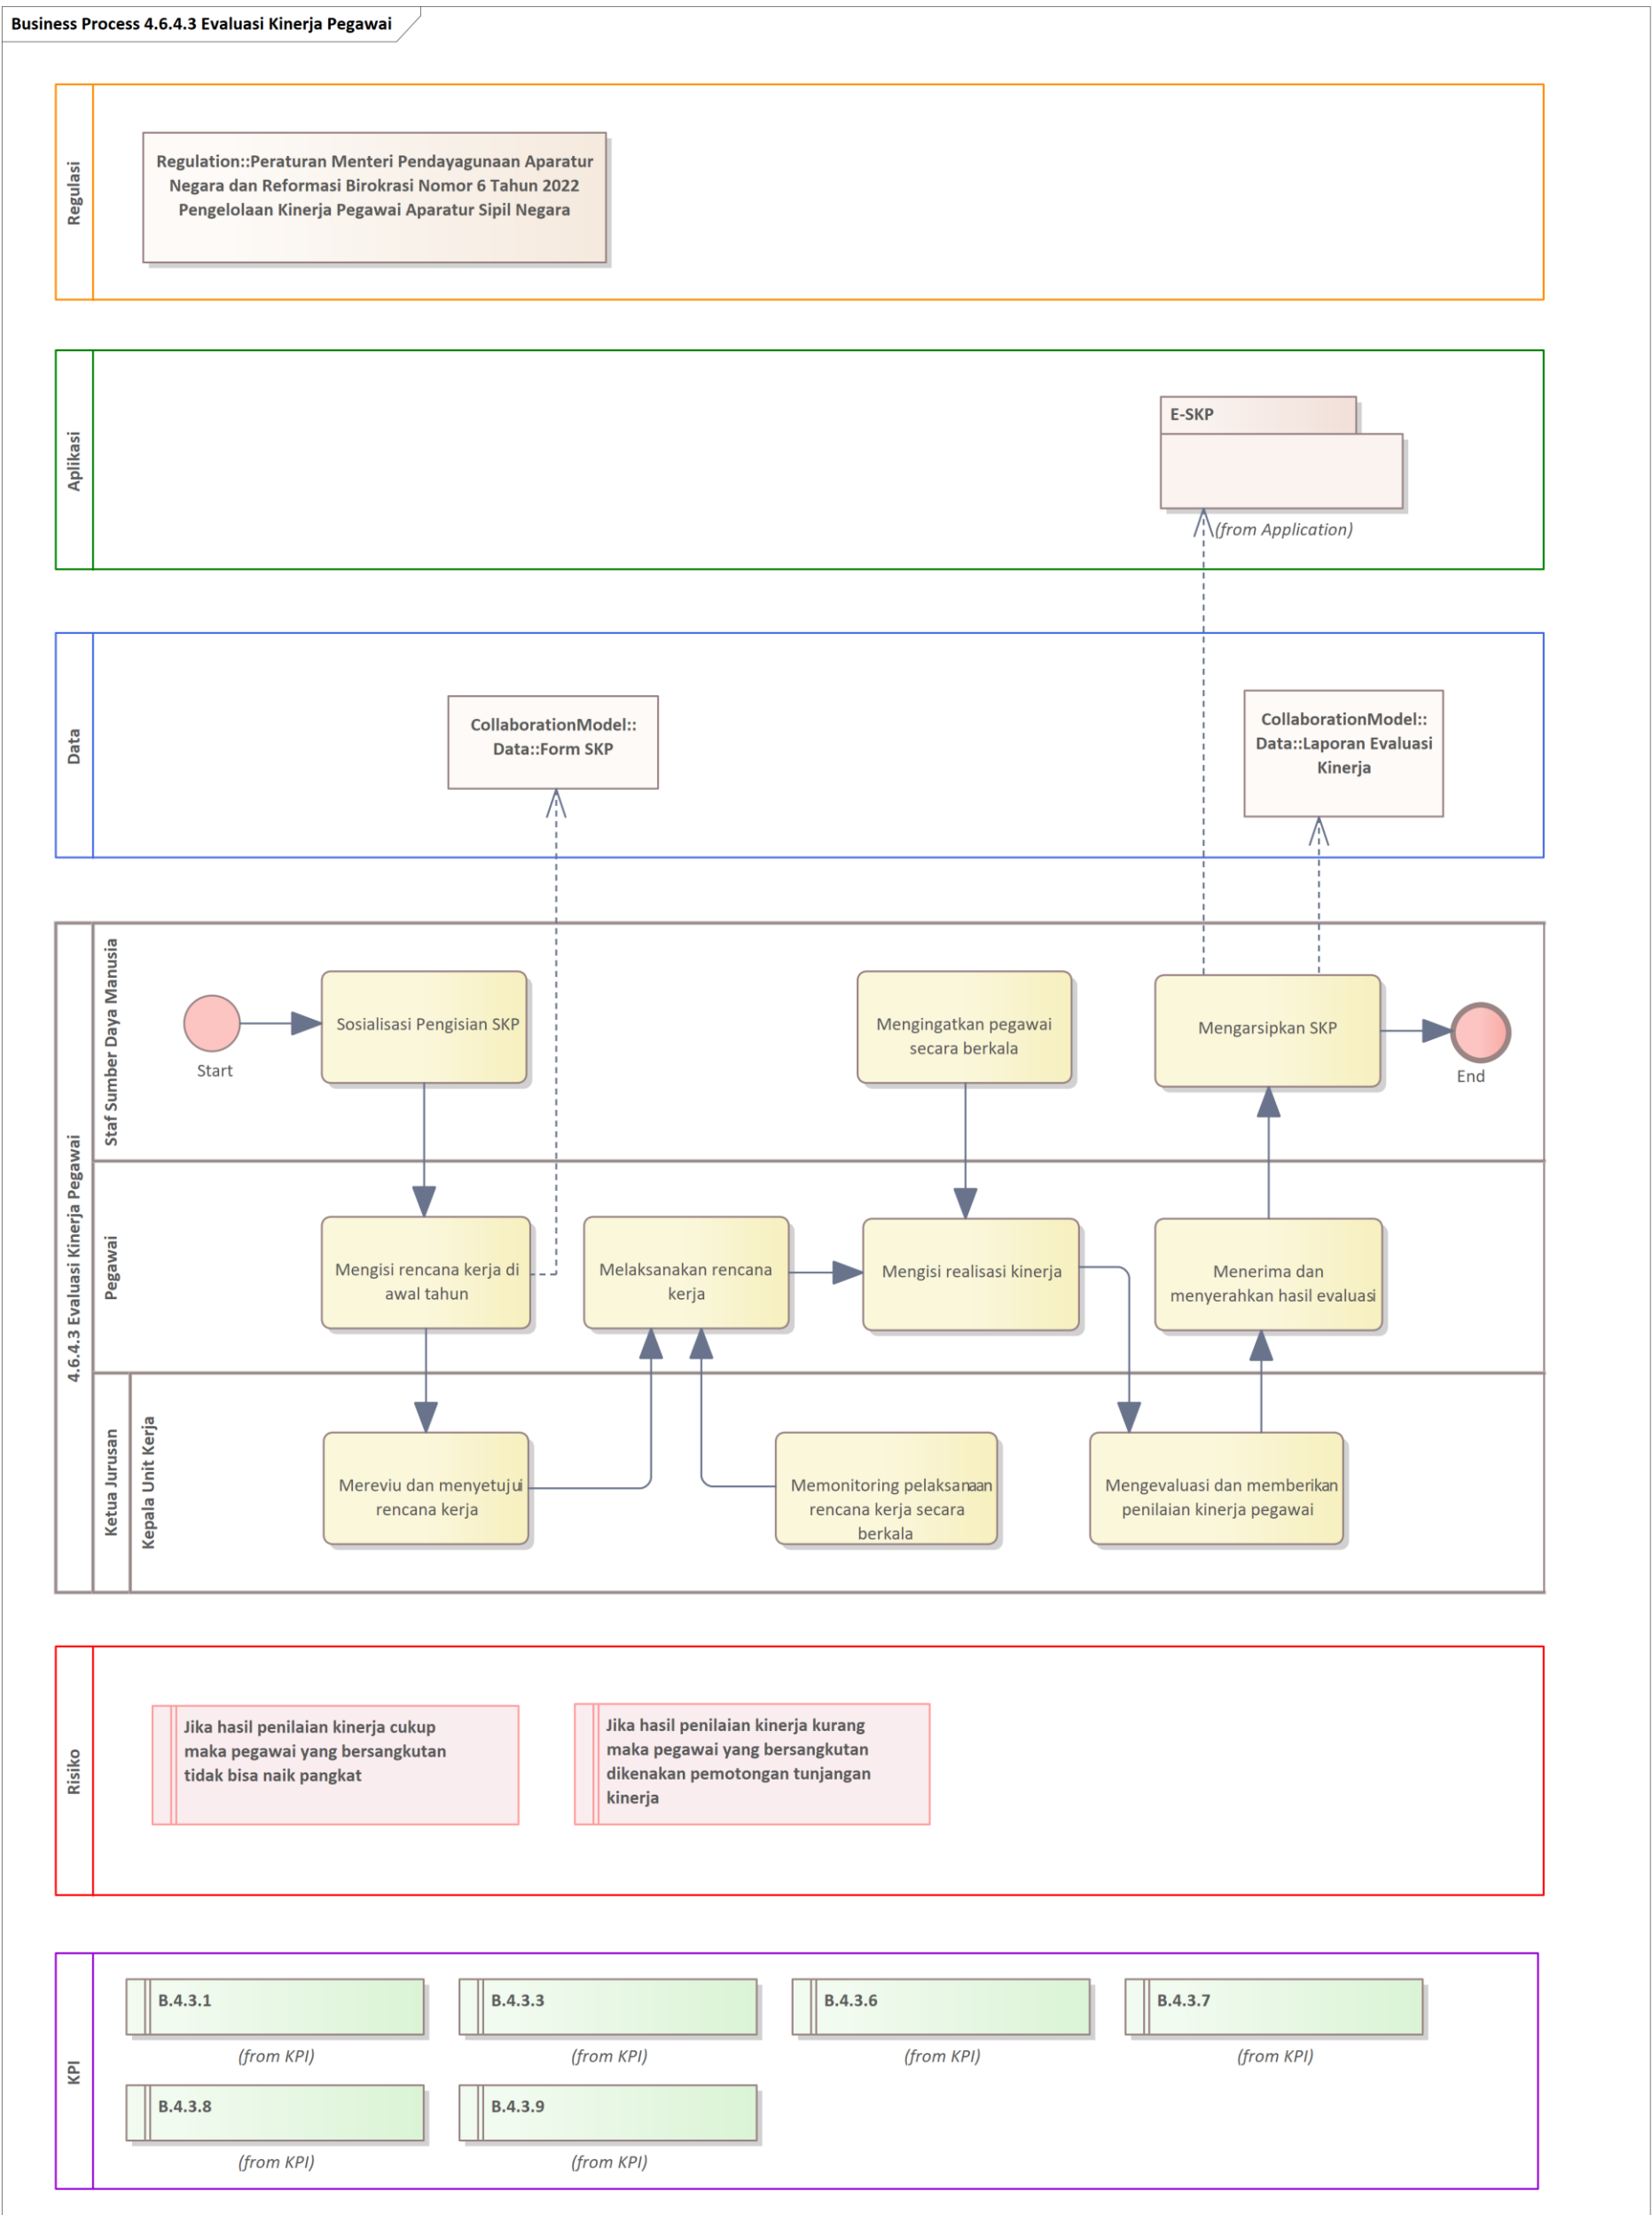 Business Process 4.6.4.3 Evaluasi Kinerja Pegawai
Regulasi
Regulation::Peraturan Menteri Pendayagunaan Aparatur
Negara dan Reformasi Birokrasi Nomor 6 Tahun 2022
Pengelolaan Kinerja Pegawai Aparatur Sipil Negara
Aplikasi
E-SKP
(from Application)
Data
CollaborationModel::
Data::Form SKP
CollaborationModel::
Data::Laporan Evaluasi
Kinerja
4.6.4.3 Evaluasi Kinerja Pegawai
Staf Sumber Daya Manusia
Start
Sosialisasi Pengisian SKP
Mengingatkan pegawai
secara berkala
Mengarsipkan SKP
End
Pegawai
Mengisi rencana kerja di
awal tahun
Melaksanakan rencana
kerja
Mengisi realisasi kinerja
Menerima dan
menyerahkan hasil evaluasi
Ketua Jurusan
Kepala Unit Kerja
Mereviu dan menyetujui
rencana kerja
Memonitoring pelaksanaan
rencana kerja secara
berkala
Mengevaluasi dan memberikan
penilaian kinerja pegawai
Risiko
Jika hasil penilaian kinerja cukup
maka pegawai yang bersangkutan
tidak bisa naik pangkat
Jika hasil penilaian kinerja kurang
maka pegawai yang bersangkutan
dikenakan pemotongan tunjangan
kinerja
KPI
B.4.3.1
(from KPI)
B.4.3.3
(from KPI)
B.4.3.6
(from KPI)
B.4.3.7
(from KPI)
B.4.3.8
(from KPI)
B.4.3.9
(from KPI)